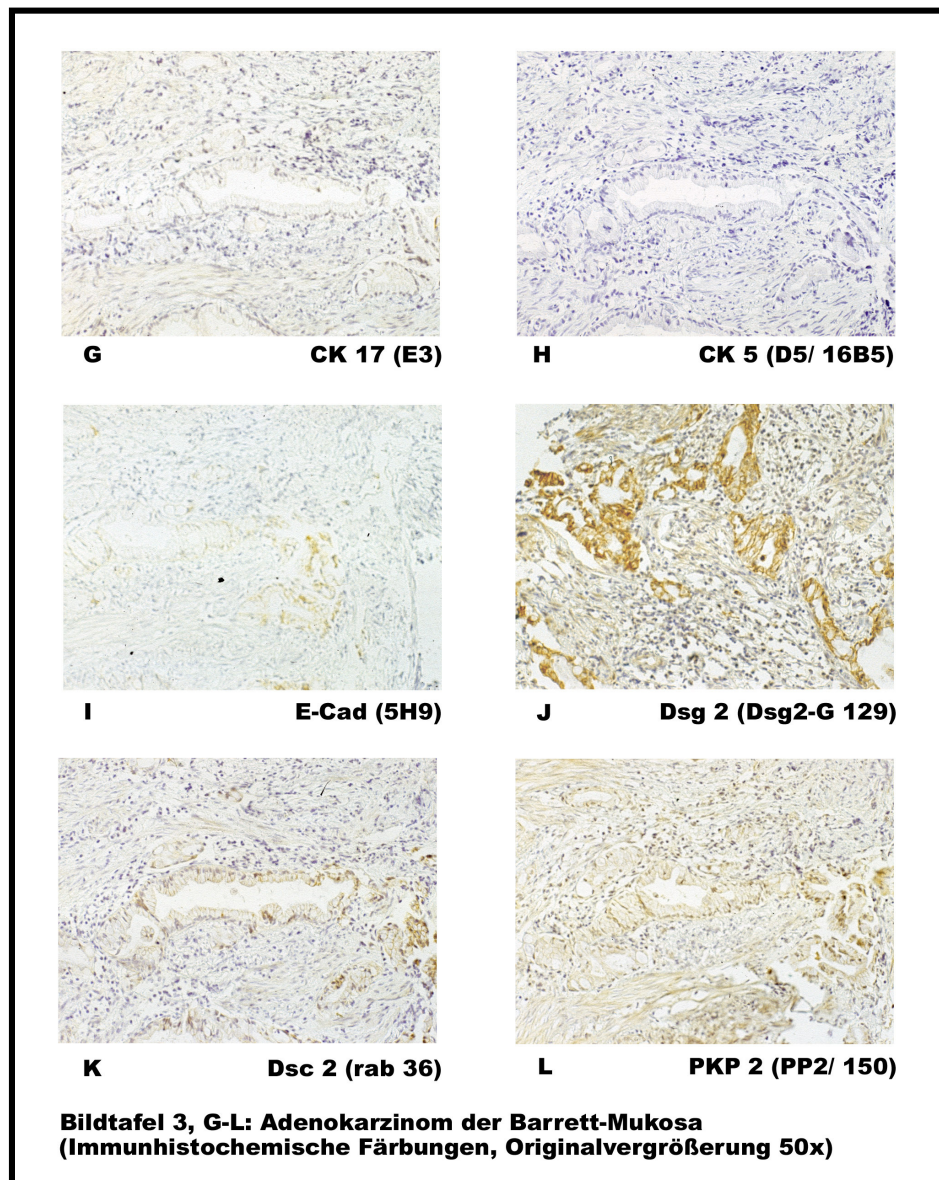 G CK 17 (E3)
H CK 5 (D5/ 16B5)
I E-Cad (5H9)
J Dsg 2 (Dsg2-G 129)
K Dsc 2 (rab 36)
L PKP 2 (PP2/ 150)
Bildtafel 3, G-L: Adenokarzinom der Barrett-Mukosa
(Immunhistochemische Färbungen, Originalvergrößerung 50x)